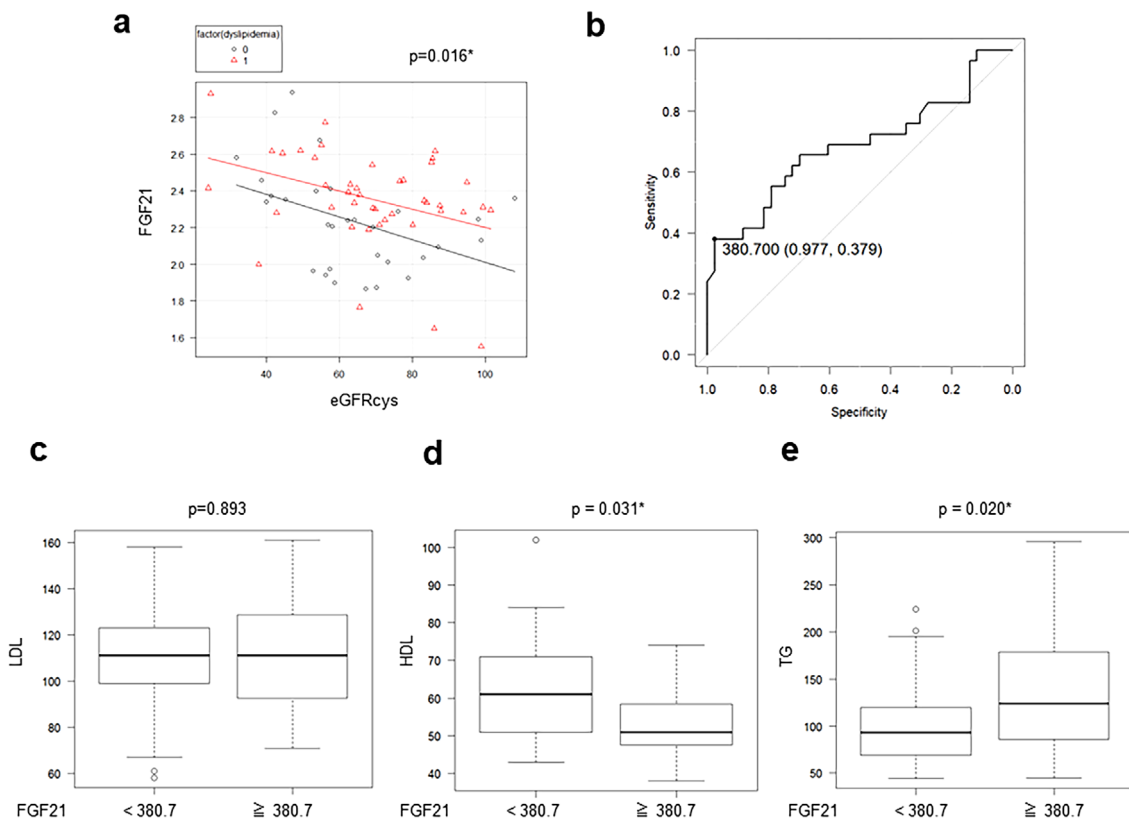 a
factor(dyslipidemia)
0
1
p=0.016*
2.8
2.6
2.4
2.2
2.0
1.8
1.6
FGF21
40
60
80
100
eGFRcys
b
1.0
0.8
0.6
0.4
0.2
0.0
Sensitivity
380.700 (0.977, 0.379)
1.0
0.8
0.6
0.4
0.2
0.0
Specificity
c
p=0.893
160
140
120
100
80
60
LDL
FGF21
< 380.7
≧ 380.7
d
p = 0.031*
100
90
80
70
60
50
40
HDL
FGF21
< 380.7
≧ 380.7
e
p = 0.020*
300
250
200
150
100
50
TG
FGF21
< 380.7
≧ 380.7